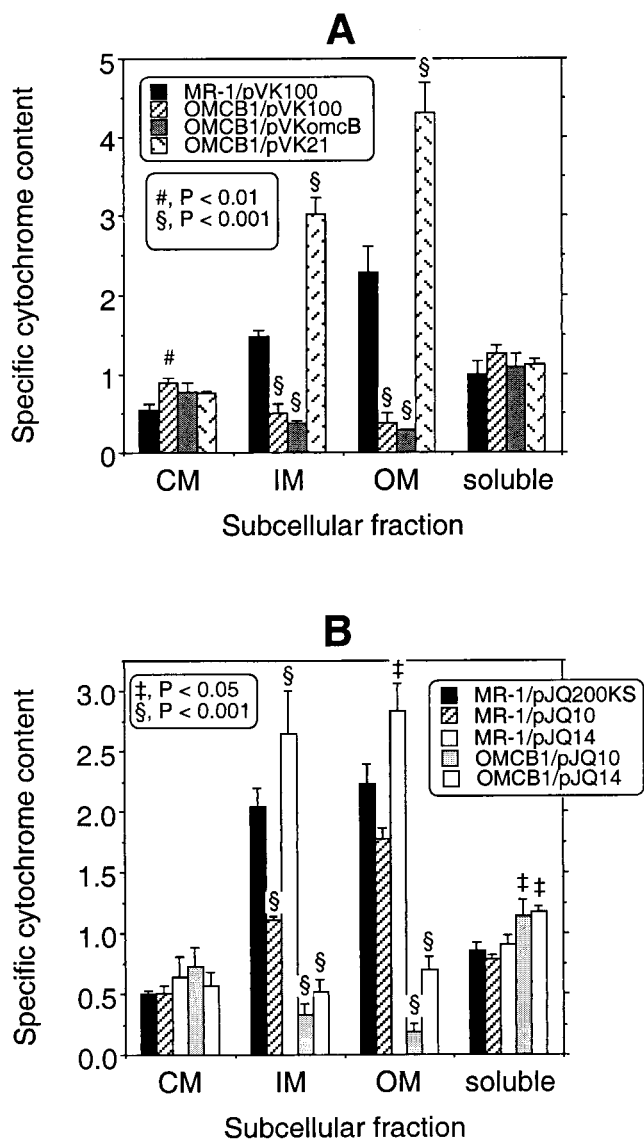 A
Specific cytochrome content
5
4
3
2
1
0
MR-1/pVK100
OMCB1/pVK100
OMCB1/pVKomcB
OMCB1/pVK21
#, P < 0.01
§, P < 0.001
#
§
§
§
§
§
§
CM
IM
OM
soluble
Subcellular fraction
B
Specific cytochrome content
3.0
2.5
2.0
1.5
1.0
0.5
0.0
‡, P < 0.05
§, P < 0.001
MR-1/pJQ200KS
MR-1/pJQ10
MR-1/pJQ14
OMCB1/pJQ10
OMCB1/pJQ14
§
§
§
§
‡
§
§
‡
‡
CM
IM
OM
soluble
Subcellular fraction